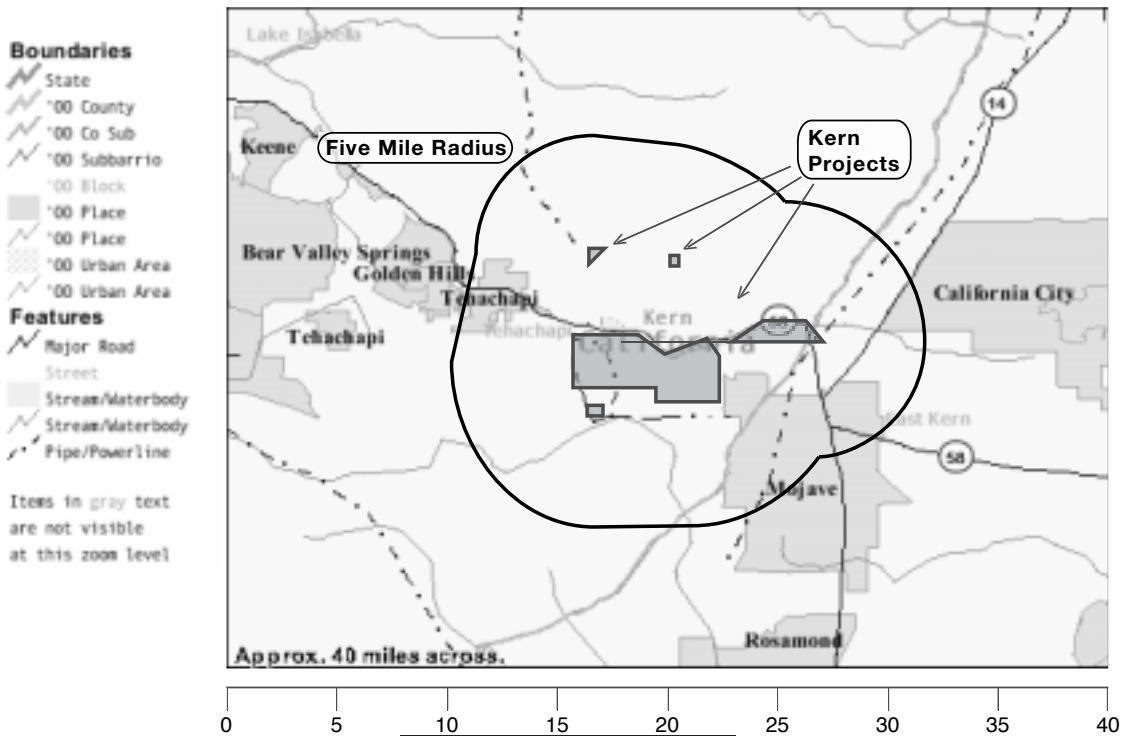 Boundaries
State
'00 County
'00 Co Sub
'00 Subbarrio
'00 Block
'00 Place
'00 Place
'00 Urban Area
'00 Urban Area
Features
Major Road
Street
Stream/Waterbody
Stream/Waterbody
Pipe/Powerline
Items in gray text
are not visible
at this zoom level
Lake Isabella
14
Keene
Five Mile Radius
Kern
Projects
Bear Valley Springs
Golden Hills
Tehachapi
California City
Tehachapi
Tehachapi
Kern
California
East Kern
58
Mojave
Rosamond
Approx. 40 miles across.
0 5 10 15 20 25 30 35 40